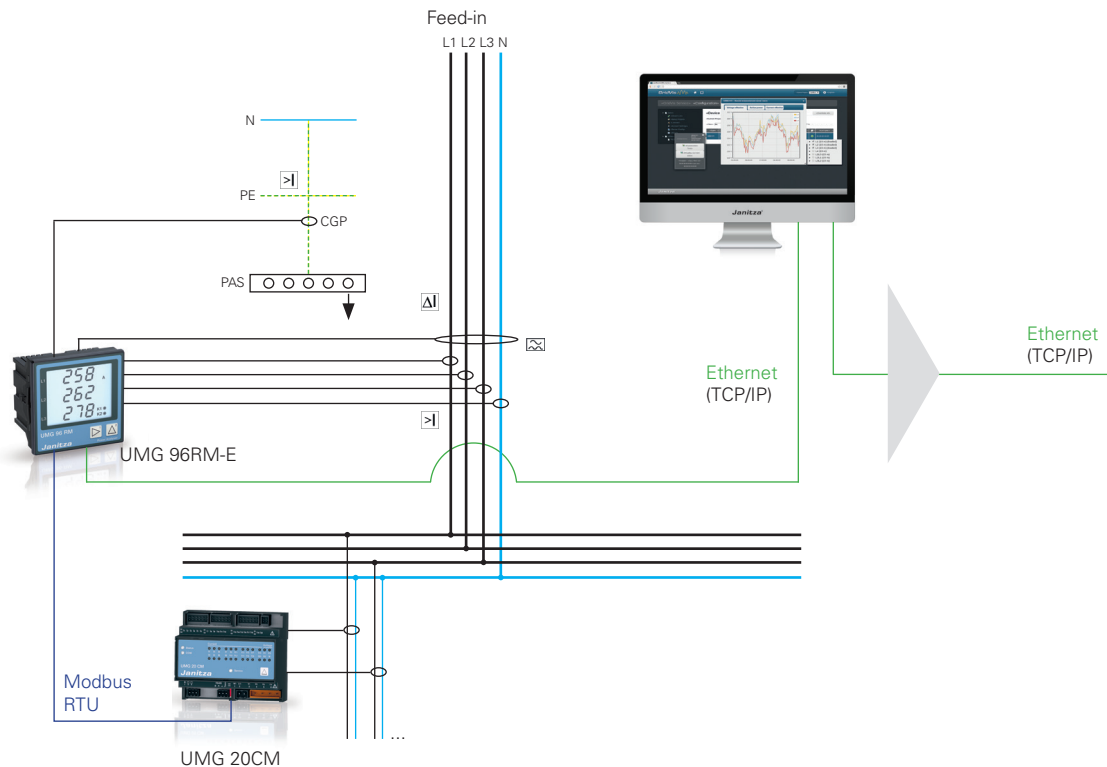 Feed-in
L1 L2 L3 N
N
>I
PE
CGP
PAS
ΔI
Janitza
Ethernet
(TCP/IP)
Ethernet
(TCP/IP)
258
262
278
UMG 96 RM
Janitza
>I
UMG 96RM-E
UMG 20 CM
Janitza
Modbus
RTU
...
UMG 20CM